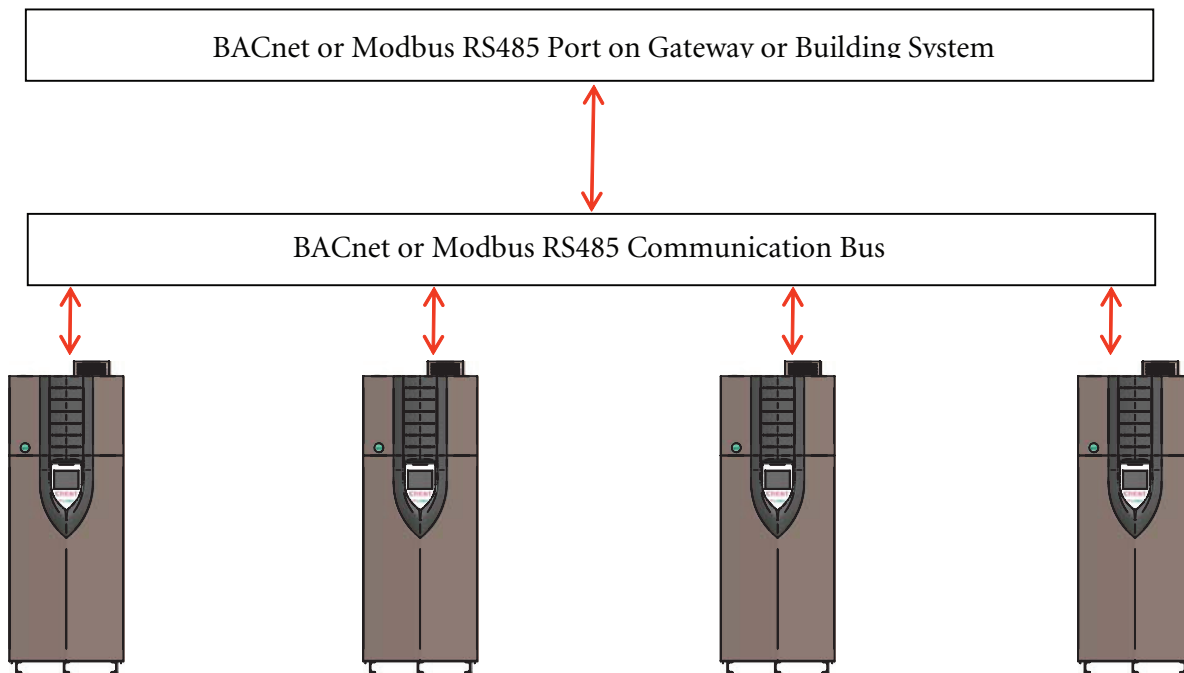 BACnet or Modbus RS485 Port on Gateway or Building System
BACnet or Modbus RS485 Communication Bus